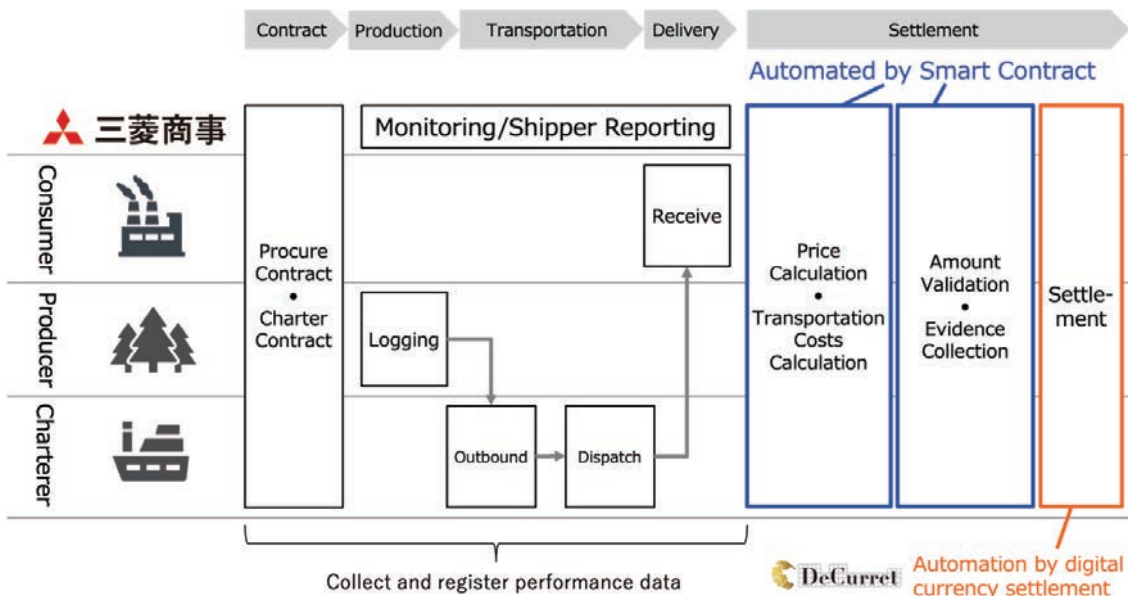 Contract
Production
Transportation
Delivery
Settlement
Automated by Smart Contract
三菱商事
Monitoring/Shipper Reporting
Consumer
Producer
Charterer
Procure
Contract
•
Charter
Contract
Receive
Logging
Outbound
Dispatch
Price
Calculation
•
Transportation
Costs
Calculation
Amount
Validation
•
Evidence
Collection
Settle-
ment
Collect and register performance data
DeCurret
Automation by digital
currency settlement